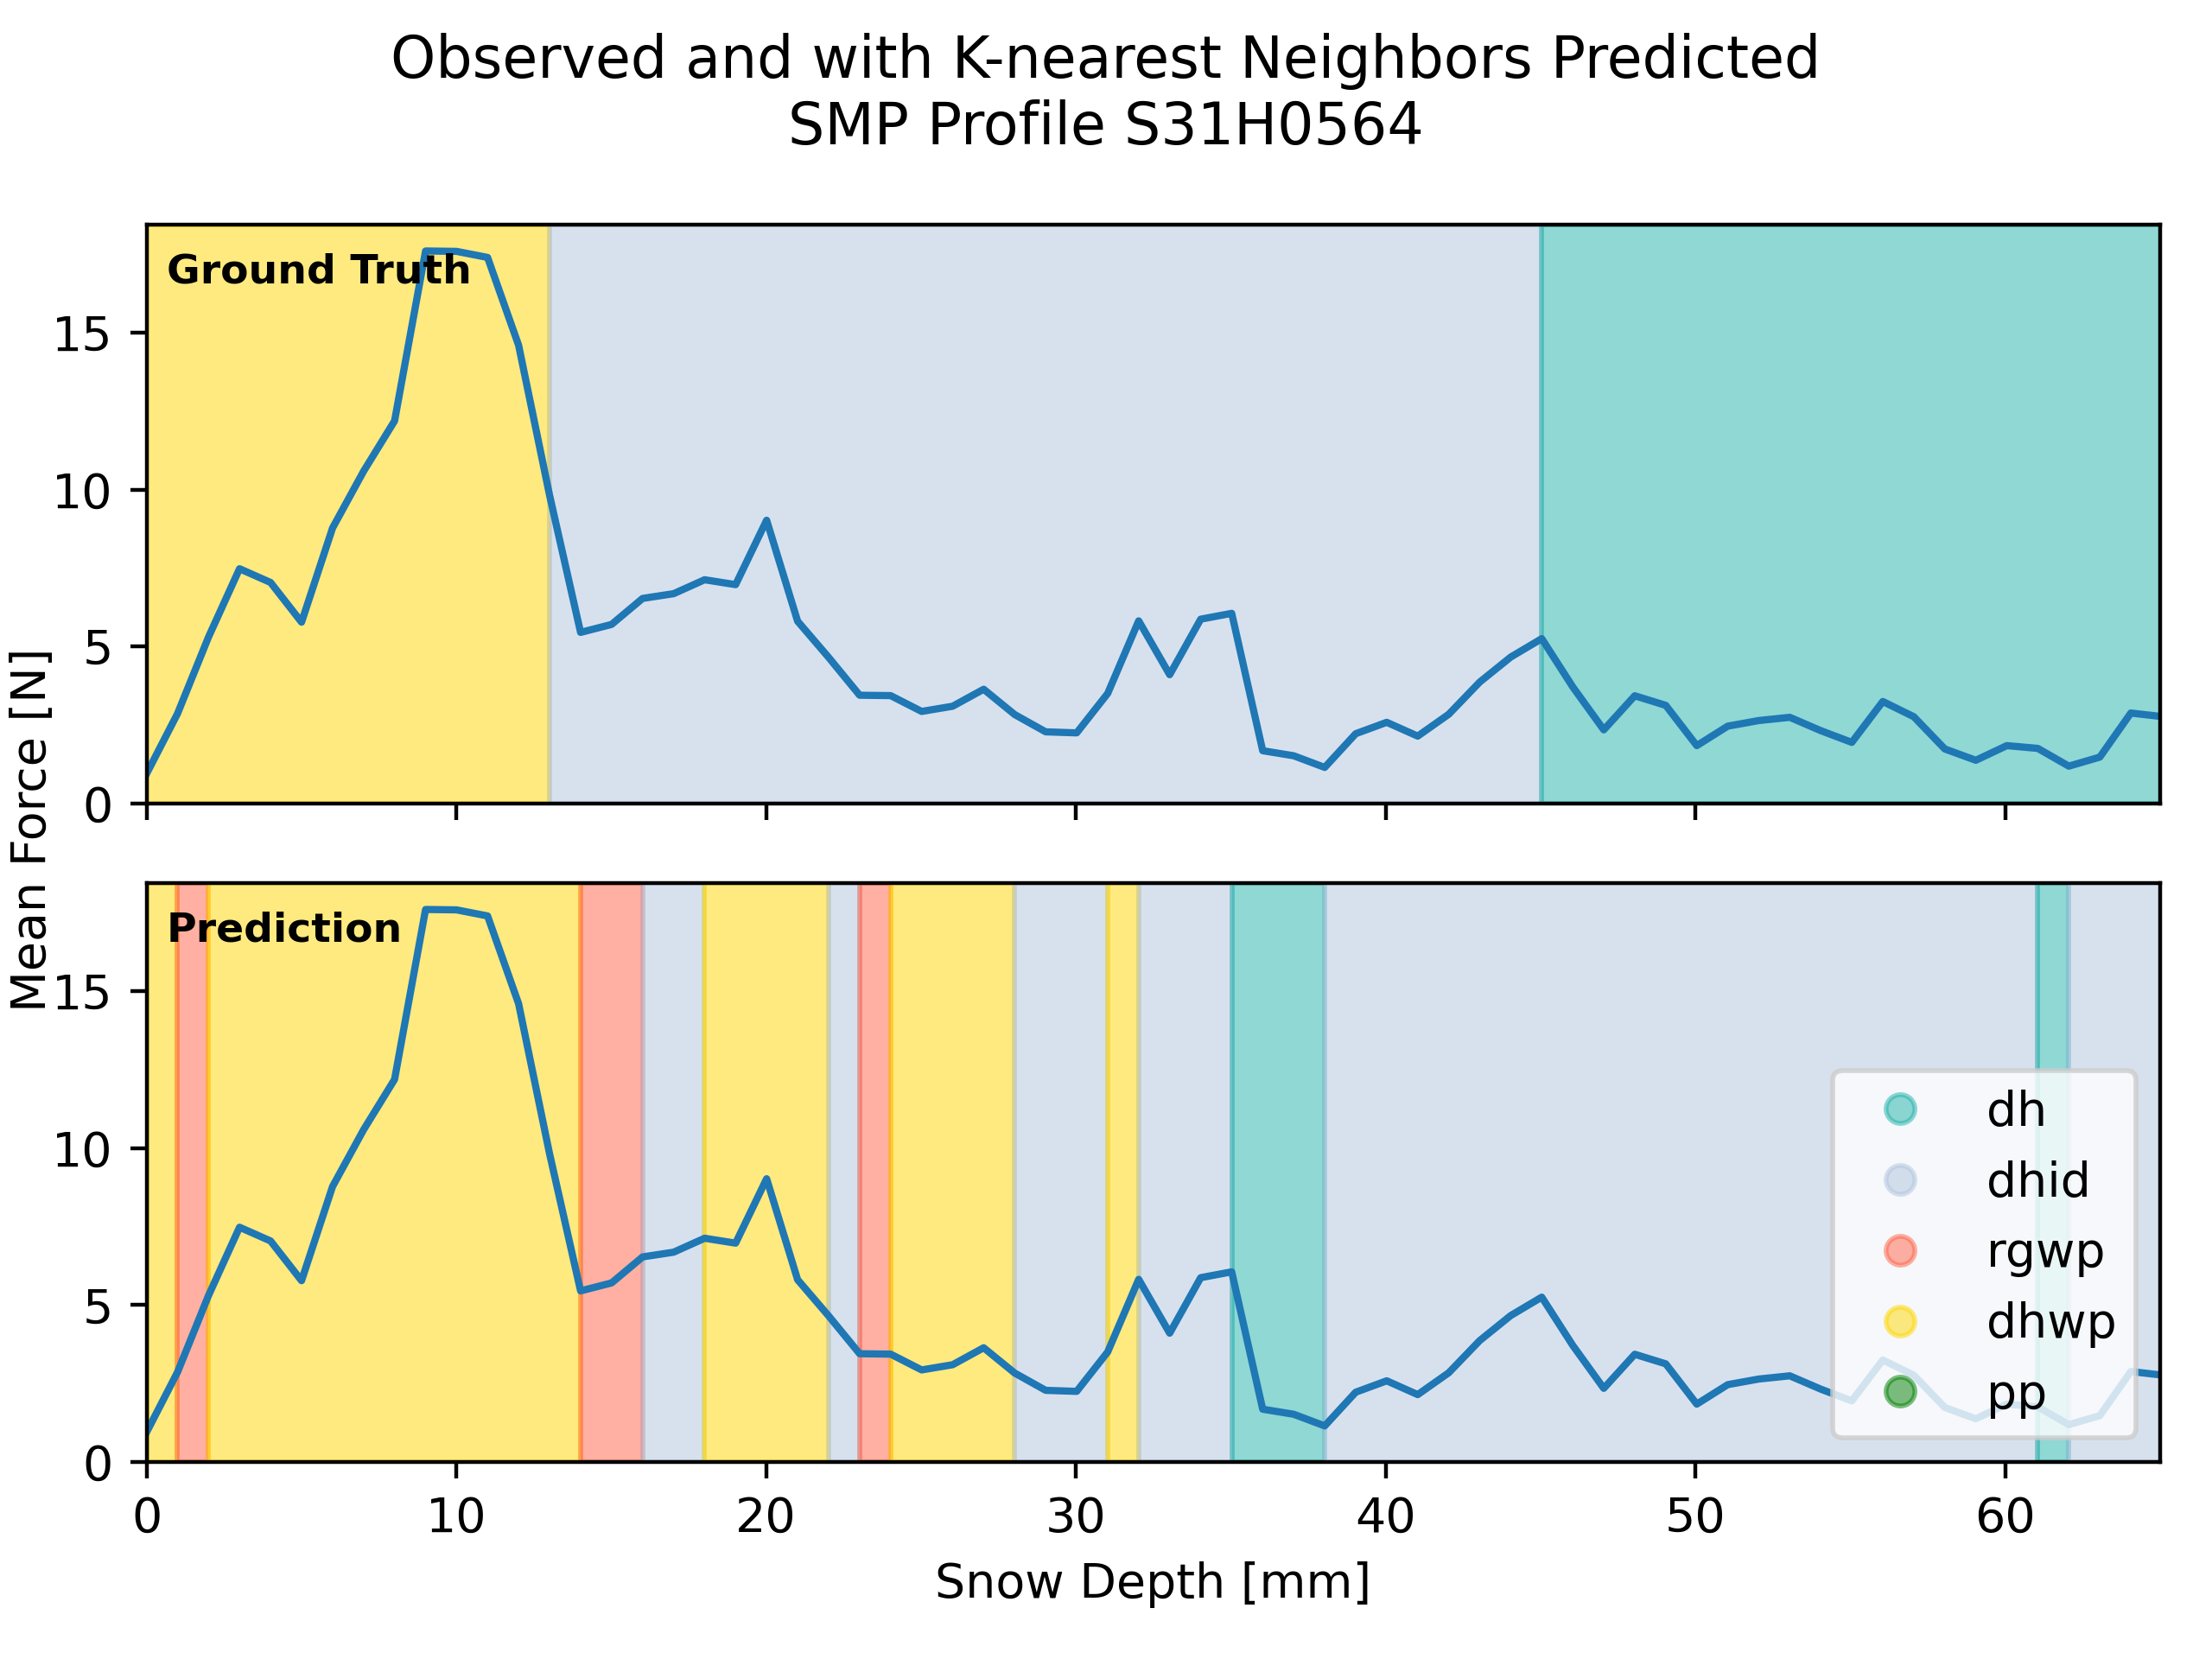 Observed and with K-nearest Neighbors Predicted
SMP Profile S31H0564
Ground Truth
15
10
5
0
Mean Force [N]
Prediction
15
10
5
0
dh
dhid
rgwp
dhwp
pp
0 10 20 30 40 50 60
Snow Depth [mm]